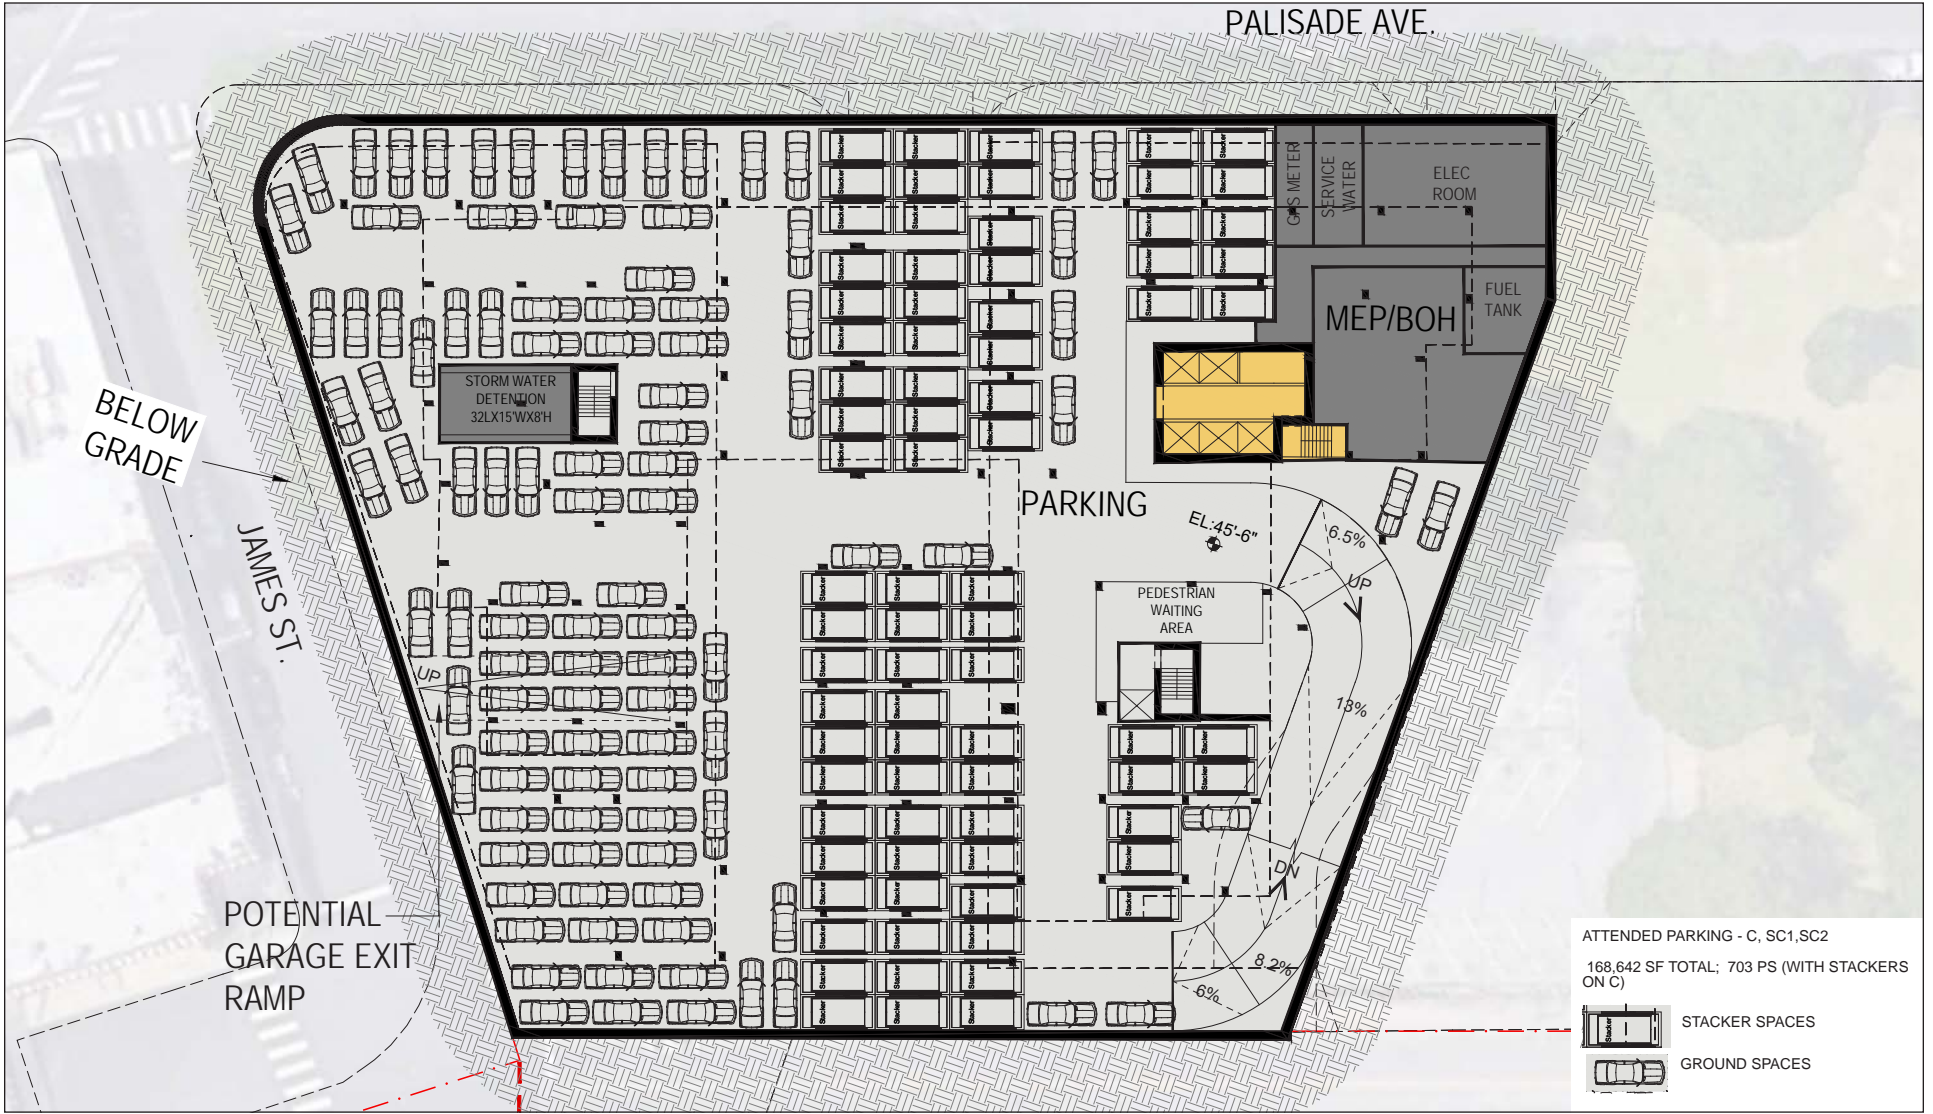 PALISADE AVE.
GAS METER
SERVICE
WATER
ELEC
ROOM
FUEL
TANK
MEP/BOH
STORM WATER
DETENTION
32LX15'WX8'H
BELOW
GRADE
JAMES ST.
PARKING
EL:45'-6"
6.5%
UP
PEDESTRIAN
WAITING
AREA
13%
UP
DN
8.2%
6%
POTENTIAL
GARAGE EXIT
RAMP
Stacker
ATTENDED PARKING - C, SC1,SC2
168,642 SF TOTAL; 703 PS (WITH STACKERS
ON C)
Stacker
STACKER SPACES
GROUND SPACES